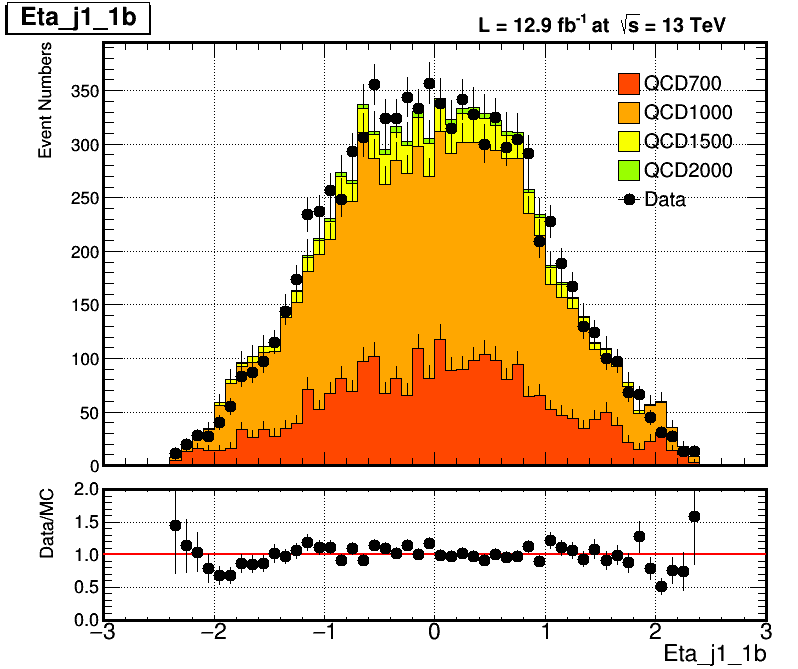 Eta_j1_1b
L = 12.9 fb⁻¹ at √s = 13 TeV
Event Numbers
350
300
250
200
150
100
50
0
QCD700
QCD1000
QCD1500
QCD2000
Data
Data/MC
2.0
1.5
1.0
0.5
0.0
−3 −2 −1 0 1 2 3
Eta_j1_1b